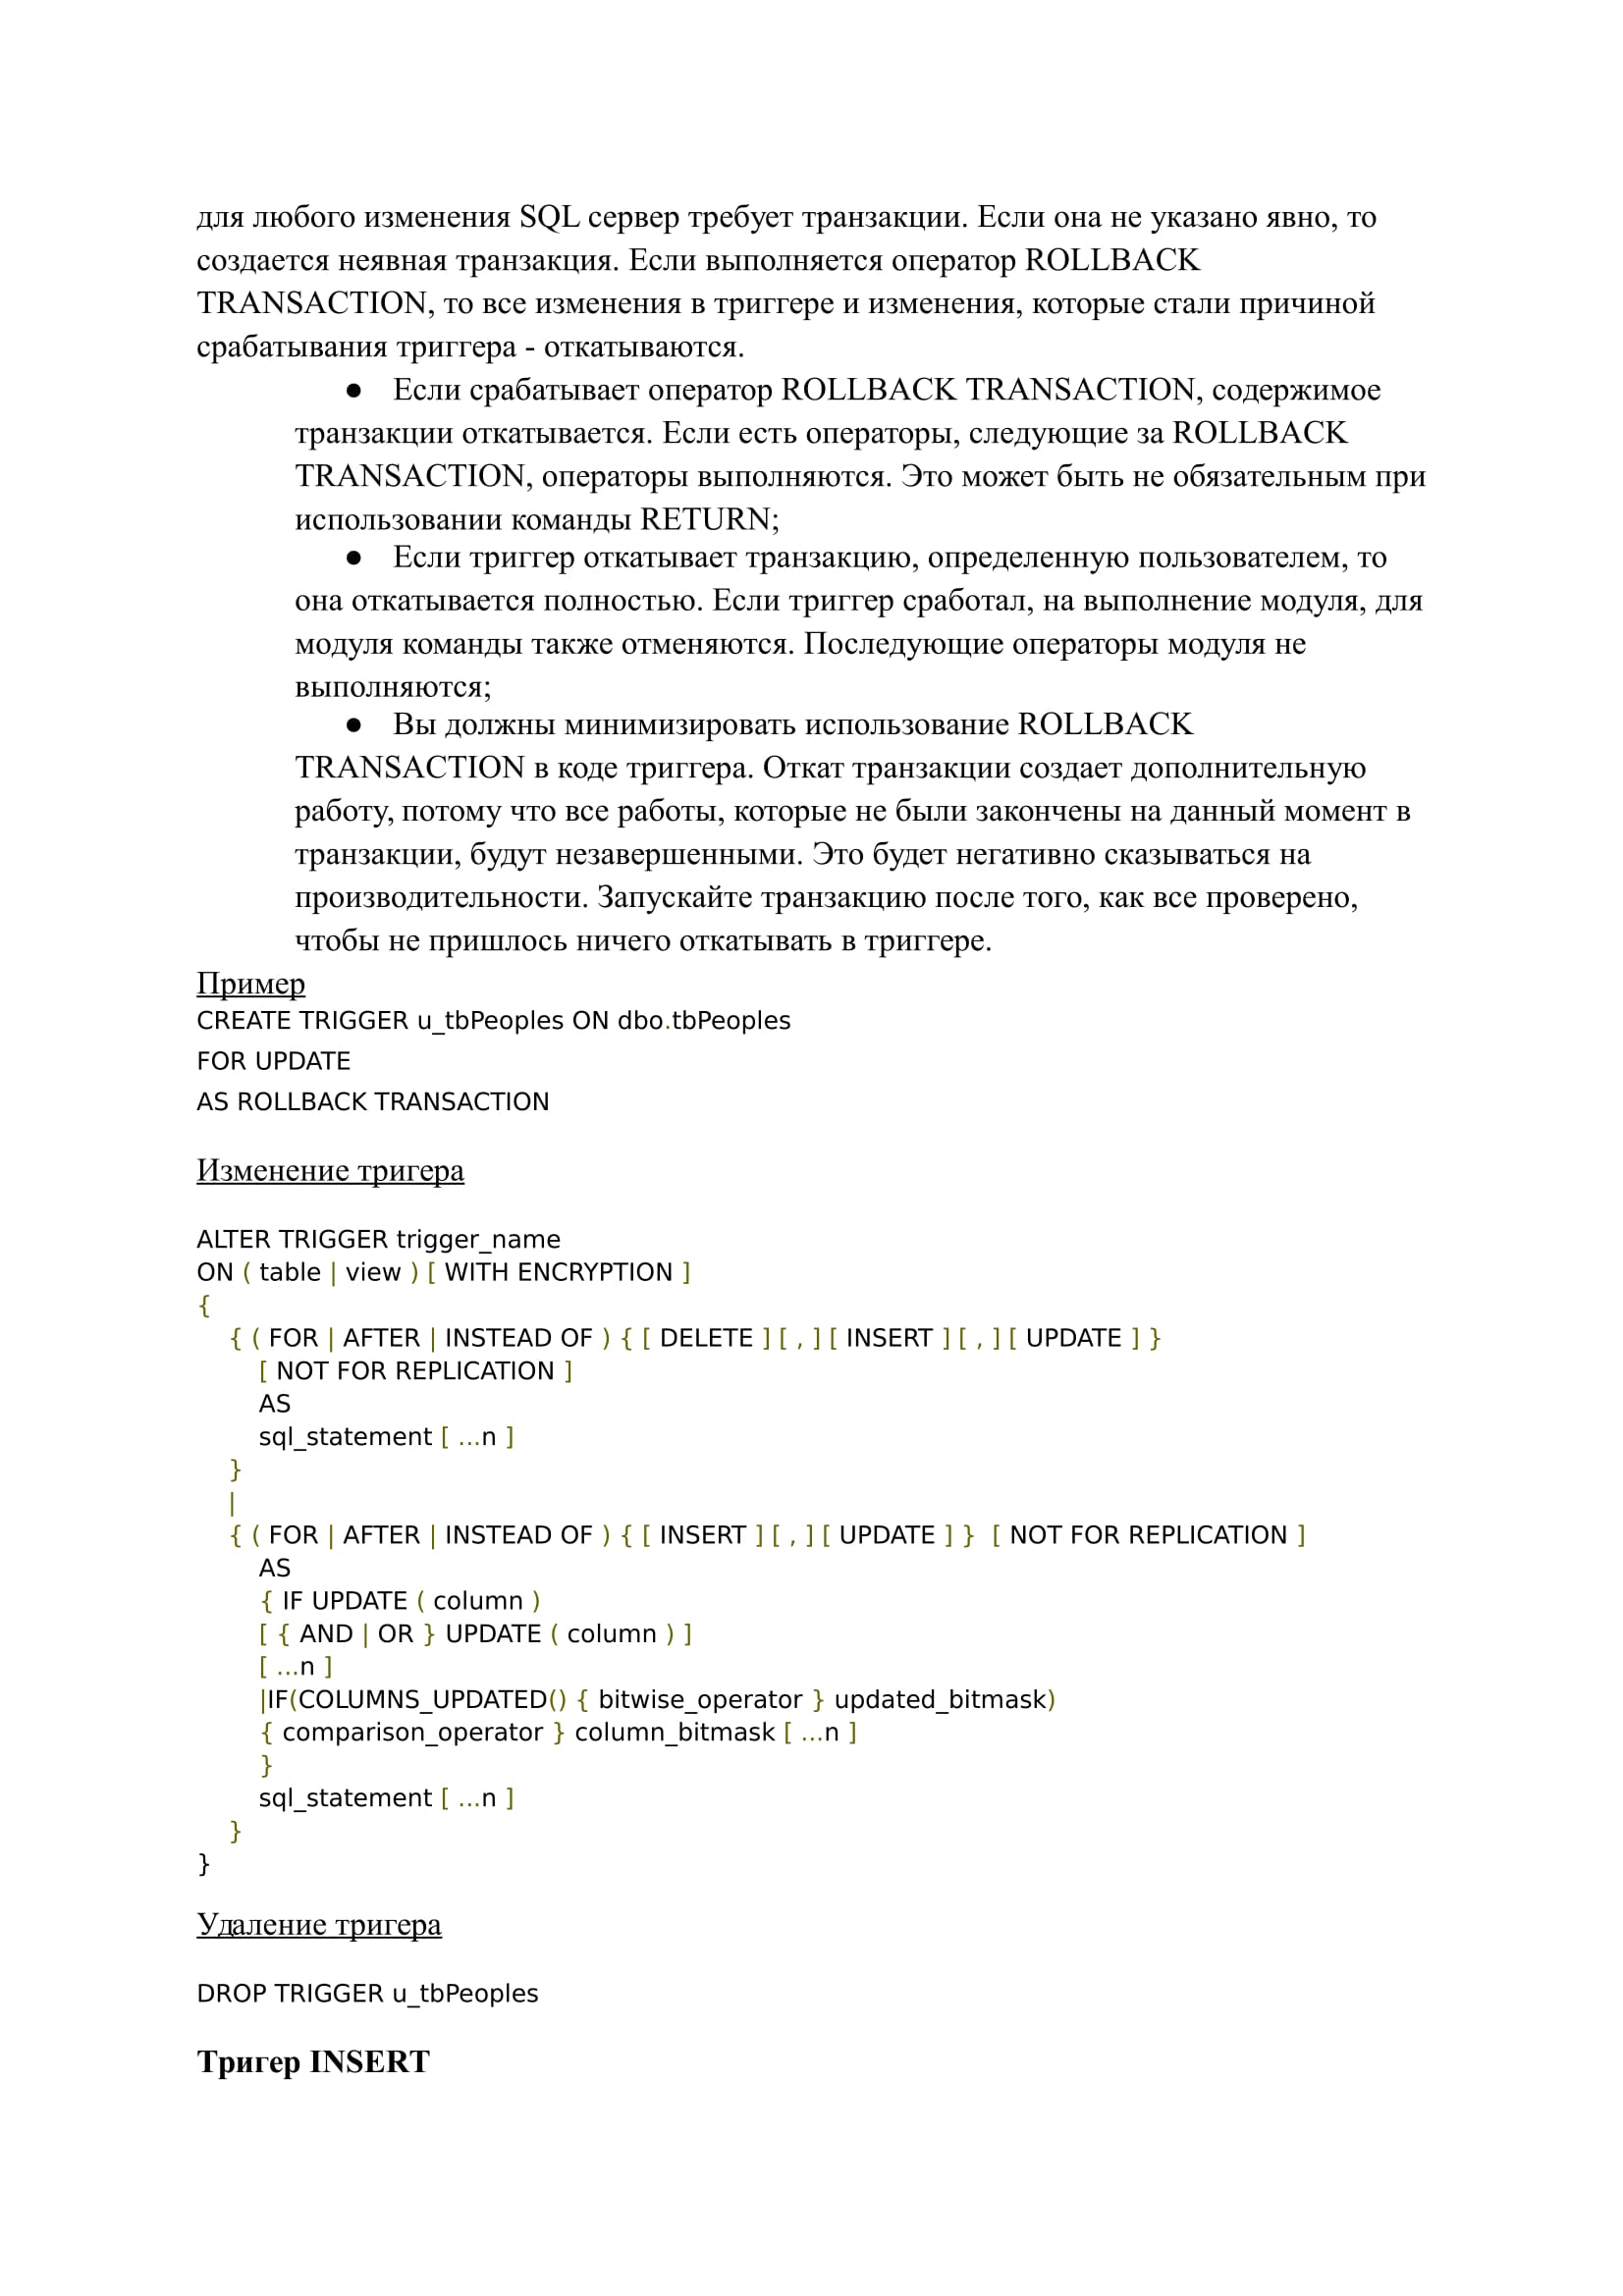 для любого изменения SQL сервер требует транзакции. Если она не указано явно, то
создается неявная транзакция. Если выполняется оператор ROLLBACK
TRANSACTION, то все изменения в триггере и изменения, которые стали причиной
срабатывания триггера - откатываются.
● Если срабатывает оператор ROLLBACK TRANSACTION, содержимое
транзакции откатывается. Если есть операторы, следующие за ROLLBACK
TRANSACTION, операторы выполняются. Это может быть не обязательным при
использовании команды RETURN;
● Если триггер откатывает транзакцию, определенную пользователем, то
она откатывается полностью. Если триггер сработал, на выполнение модуля, для
модуля команды также отменяются. Последующие операторы модуля не
выполняются;
● Вы должны минимизировать использование ROLLBACK
TRANSACTION в коде триггера. Откат транзакции создает дополнительную
работу, потому что все работы, которые не были закончены на данный момент в
транзакции, будут незавершенными. Это будет негативно сказываться на
производительности. Запускайте транзакцию после того, как все проверено,
чтобы не пришлось ничего откатывать в триггере.
Пример
CREATE TRIGGER u_tbPeoples ON dbo.tbPeoples
FOR UPDATE
AS ROLLBACK TRANSACTION
Изменение тригера
ALTER TRIGGER trigger_name
ON ( table | view ) [ WITH ENCRYPTION ]
{
{ ( FOR | AFTER | INSTEAD OF ) { [ DELETE ] [ , ] [ INSERT ] [ , ] [ UPDATE ] }
[ NOT FOR REPLICATION ]
AS
sql_statement [ ...n ]
}
|
{ ( FOR | AFTER | INSTEAD OF ) { [ INSERT ] [ , ] [ UPDATE ] } [ NOT FOR REPLICATION ]
AS
{ IF UPDATE ( column )
[ { AND | OR } UPDATE ( column ) ]
[ ...n ]
|IF(COLUMNS_UPDATED() { bitwise_operator } updated_bitmask)
{ comparison_operator } column_bitmask [ ...n ]
}
sql_statement [ ...n ]
}
}
Удаление тригера
DROP TRIGGER u_tbPeoples
Тригер INSERT